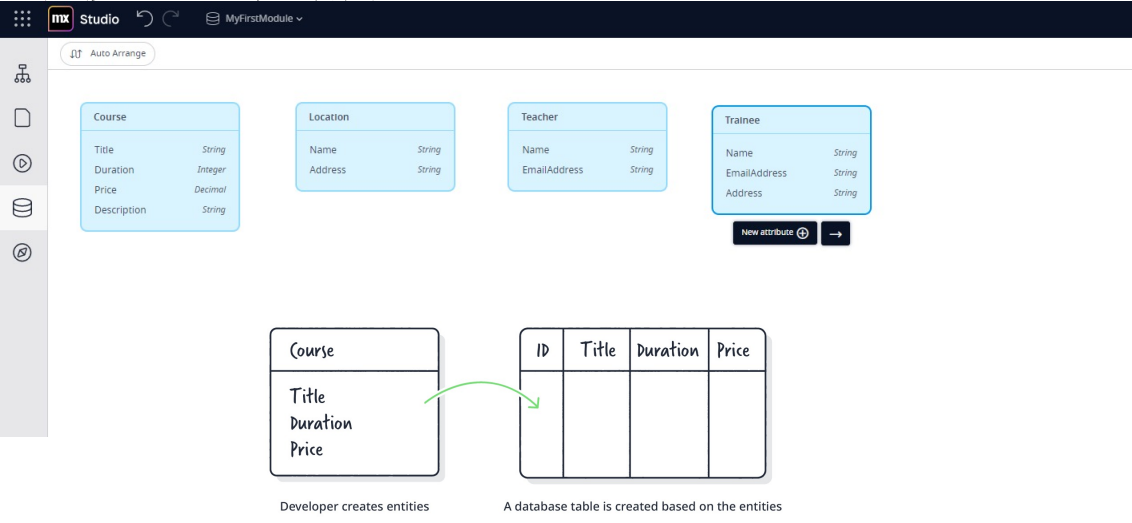 mx Studio MyFirstModule
Auto Arrange
Course
Title String
Duration Integer
Price Decimal
Description String
Location
Name String
Address String
Teacher
Name String
EmailAddress String
Trainee
Name String
EmailAddress String
Address String
New attribute
Course
Title
Duration
Price
ID Title Duration Price
Developer creates entities
A database table is created based on the entities